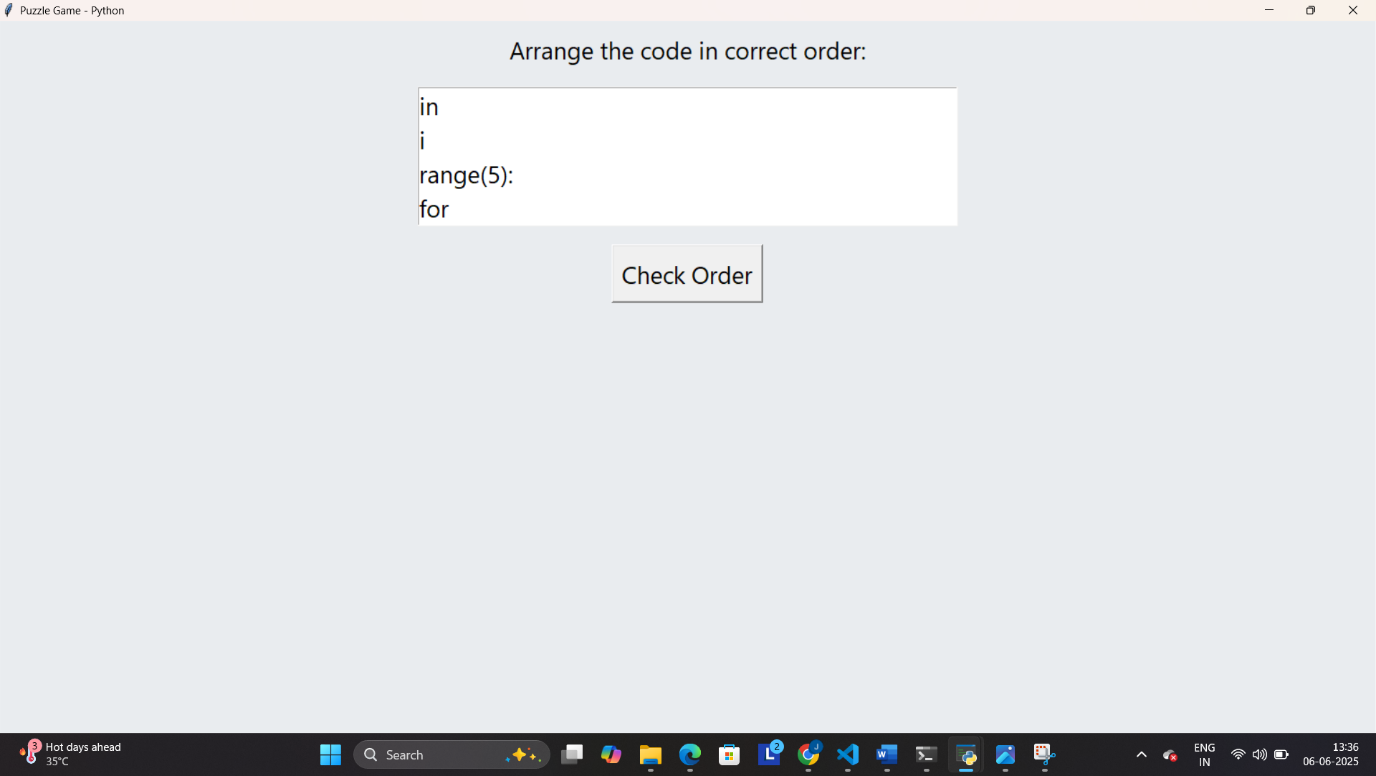 Puzzle Game - Python
Arrange the code in correct order:
in
i
range(5):
for
Check Order
3
Hot days ahead
35°C
Search
2
J
ENG
IN
13:36
06-06-2025